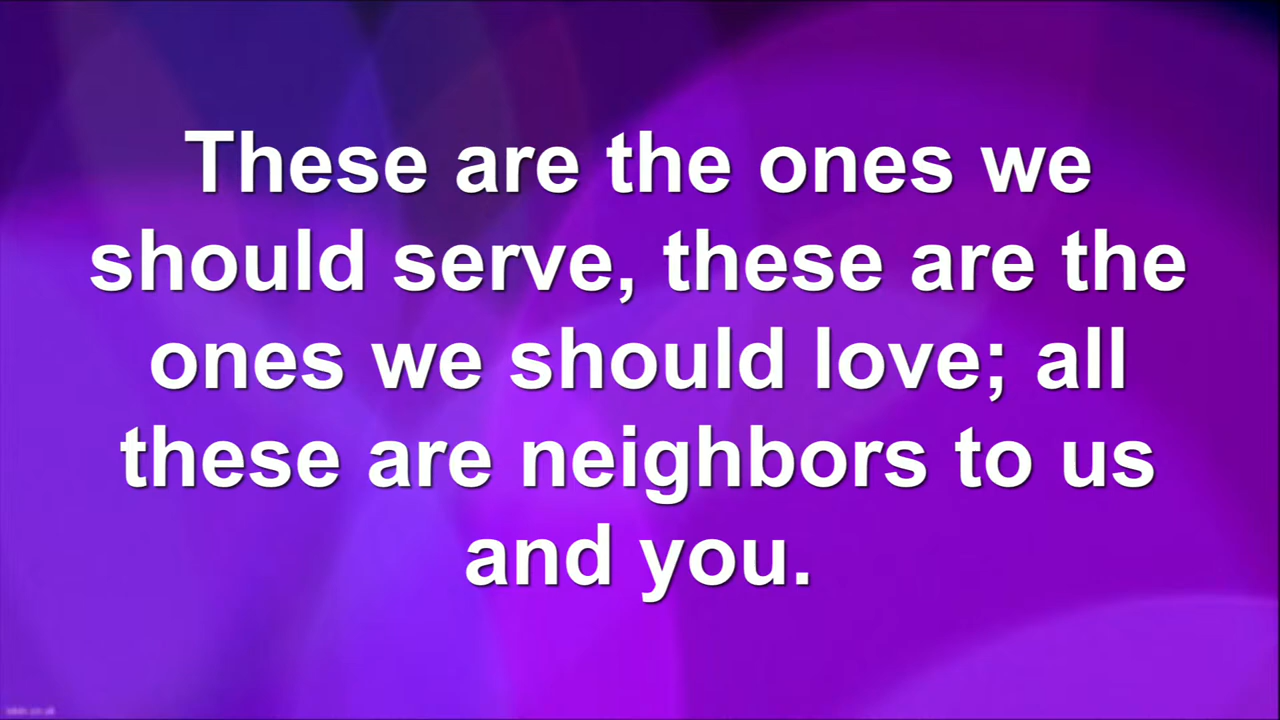 These are the ones we
should serve, these are the
ones we should love; all
these are neighbors to us
and you.